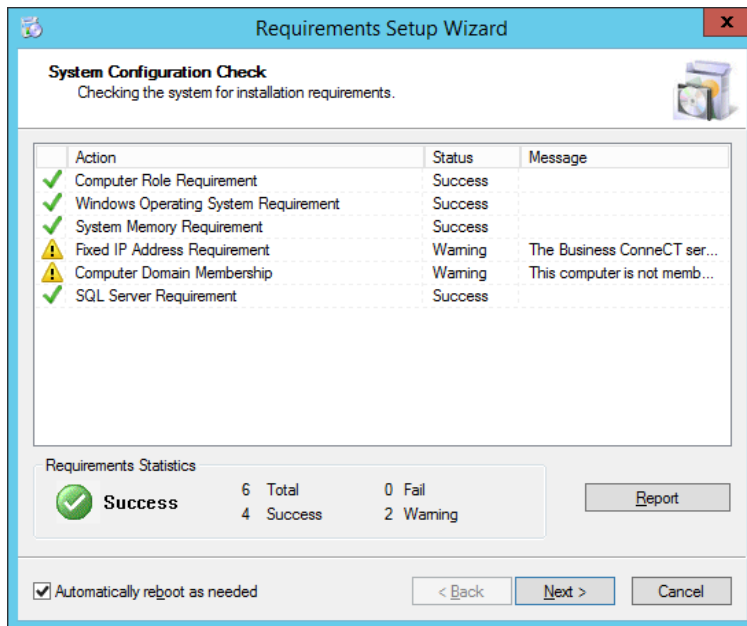 Requirements Setup Wizard
x
System Configuration Check
Checking the system for installation requirements.
Action Status Message
Computer Role Requirement Success
Windows Operating System Requirement Success
System Memory Requirement Success
Fixed IP Address Requirement Warning The Business ConneCT ser...
Computer Domain Membership Warning This computer is not memb...
SQL Server Requirement Success
Requirements Statistics
Success
6 Total 0 Fail
4 Success 2 Warning
Report
Automatically reboot as needed
< Back Next > Cancel